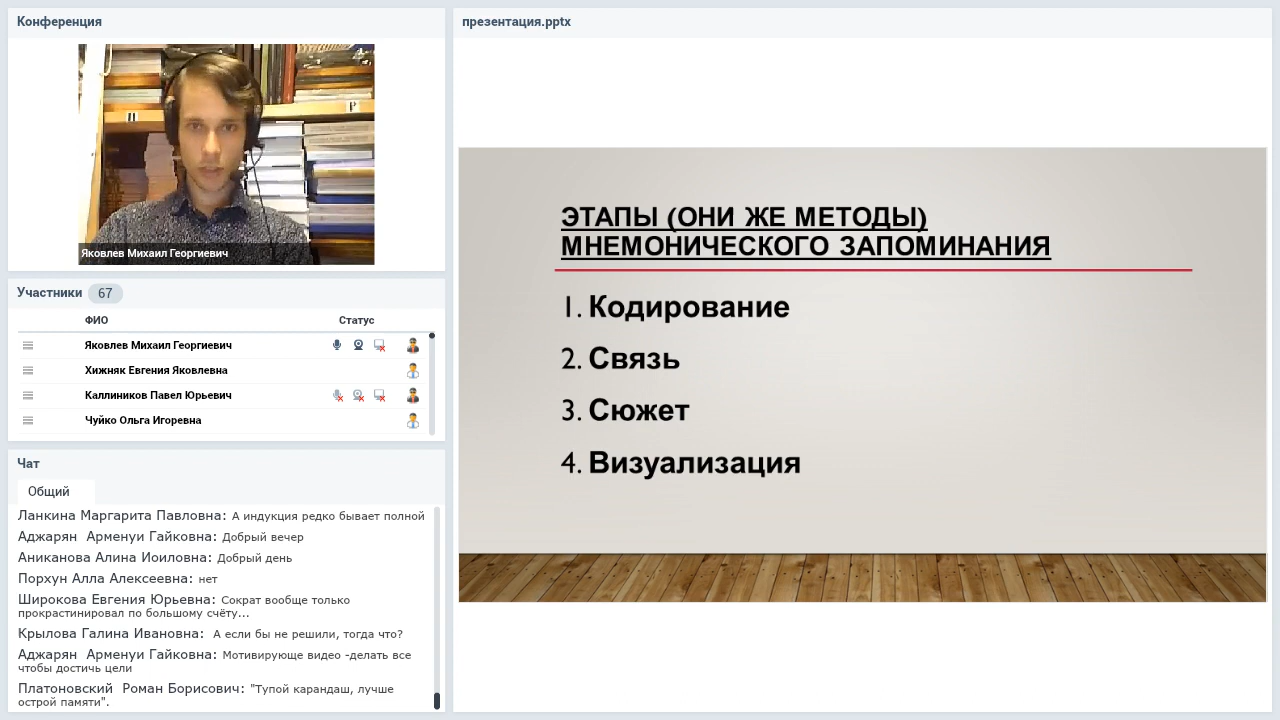 Конференция
Яковлев Михаил Георгиевич
Участники 67
ФИО Статус
Яковлев Михаил Георгиевич
Хижняк Евгения Яковлевна
Каллиников Павел Юрьевич
Чуйко Ольга Игоревна
Чат
Общий
Ланкина Маргарита Павловна: А индукция редко бывает полной
Аджарян Арменуи Гайковна: Добрый вечер
Аниканова Алина Иоиловна: Добрый день
Порхун Алла Алексеевна: нет
Широкова Евгения Юрьевна: Сократ вообще только
прокрастинировал по большому счёту...
Крылова Галина Ивановна: А если бы не решили, тогда что?
Аджарян Арменуи Гайковна: Мотивирующе видео -делать все
чтобы достичь цели
Платоновский Роман Борисович: "Тупой карандаш, лучше
острой памяти".
презентация.pptx
ЭТАПЫ (ОНИ ЖЕ МЕТОДЫ)
МНЕМОНИЧЕСКОГО ЗАПОМИНАНИЯ
1. Кодирование
2. Связь
3. Сюжет
4. Визуализация